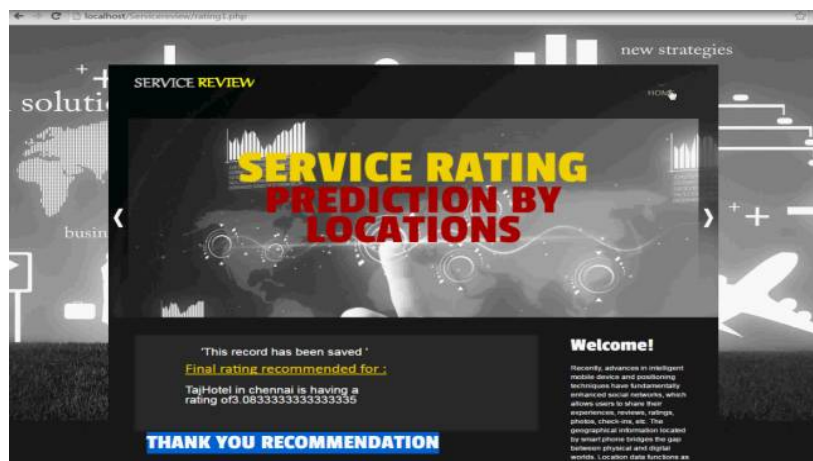 localhost/Servicereview/rating1.php
new strategies
soluti
SERVICE REVIEW
HOME
SERVICE RATING
PREDICTION BY
LOCATIONS
busin
'This record has been saved '
Final rating recommended for :
TajHotel in chennai is having a
rating of3.0833333333333335
THANK YOU RECOMMENDATION
Welcome!
Recently, advances in intelligent
mobile device and positioning
techniques have fundamentally
enhanced social networks, which
allows users to share their
experiences, reviews, ratings,
photos, check-ins, etc. The
geographical information located
by smart phone bridges the gap
between physical and digital
worlds. Location data functions as